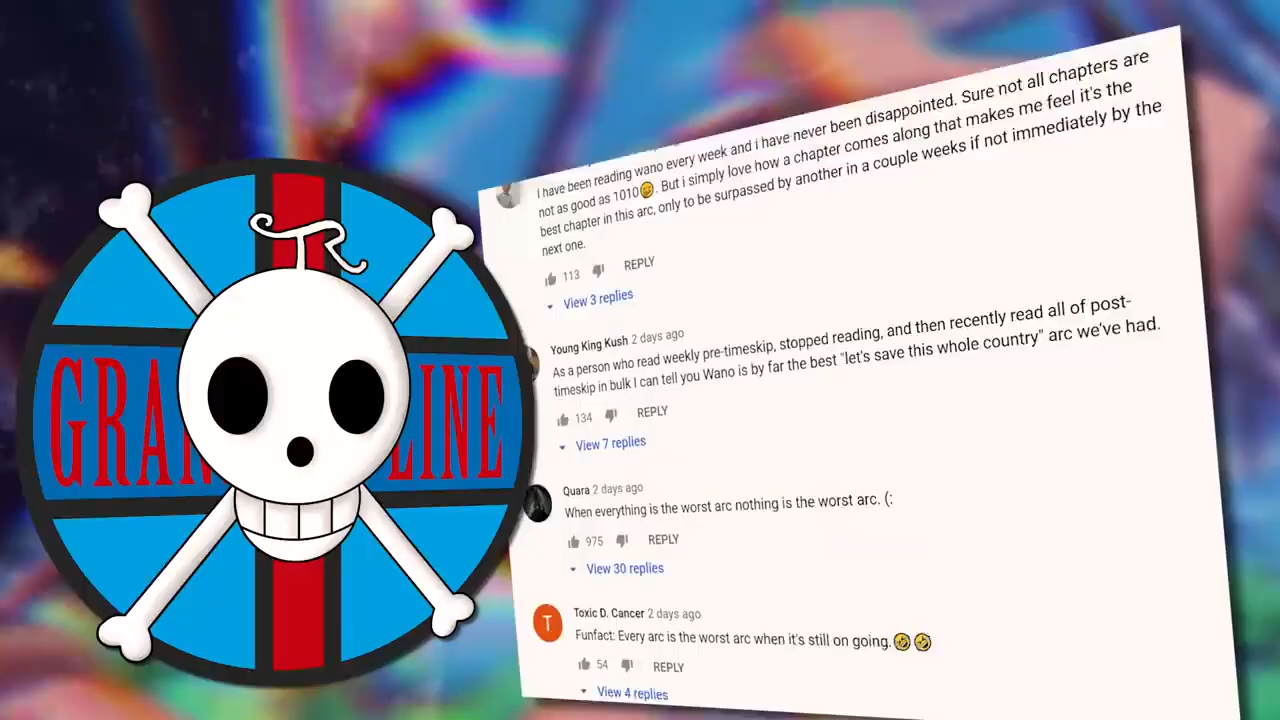 TR
GRAN LINE
I have been reading wano every week and i have never been disappointed. Sure not all chapters are
not as good as 1010😄. But i simply love how a chapter comes along that makes me feel it's the
best chapter in this arc, only to be surpassed by another in a couple weeks if not immediately by the
next one.
113 REPLY
View 3 replies
Young King Kush 2 days ago
As a person who read weekly pre-timeskip, stopped reading, and then recently read all of post-
timeskip in bulk I can tell you Wano is by far the best "let's save this whole country" arc we've had.
134 REPLY
View 7 replies
Quara 2 days ago
When everything is the worst arc nothing is the worst arc. (:
975 REPLY
View 30 replies
T
Toxic D. Cancer 2 days ago
Funfact: Every arc is the worst arc when it's still on going.🤣🤣
54 REPLY
View 4 replies